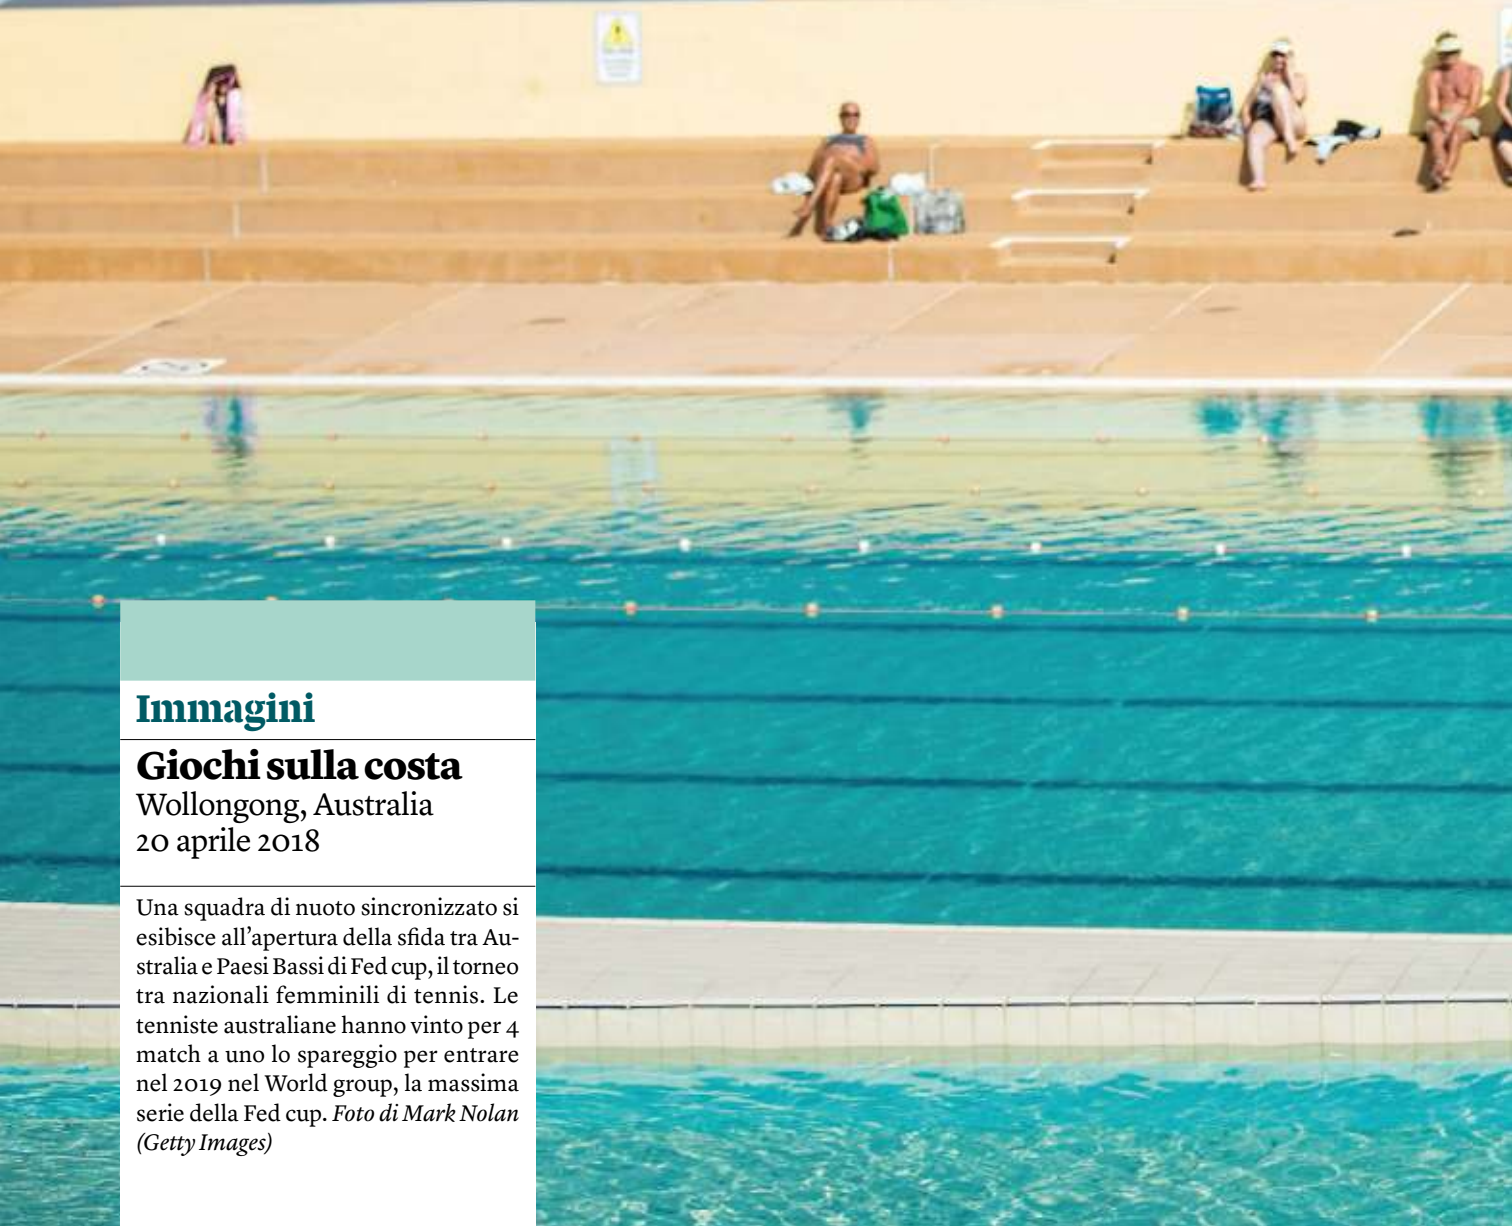 Immagini
Giochi sulla costa
Wollongong, Australia
20 aprile 2018
Una squadra di nuoto sincronizzato si
esibisce all’apertura della sfida tra Au-
stralia e Paesi Bassi di Fed cup, il torneo
tra nazionali femminili di tennis. Le
tenniste australiane hanno vinto per 4
match a uno lo spareggio per entrare
nel 2019 nel World group, la massima
serie della Fed cup. Foto di Mark Nolan
(Getty Images)